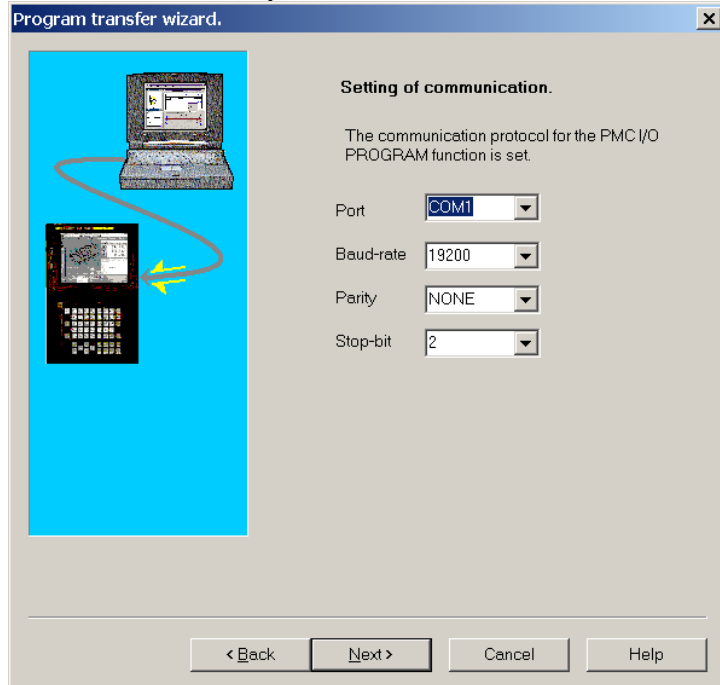 Program transfer wizard.
Setting of communication.
The communication protocol for the PMC I/O
PROGRAM function is set.
Port COM1
Baud-rate 19200
Parity NONE
Stop-bit 2
< Back Next > Cancel Help